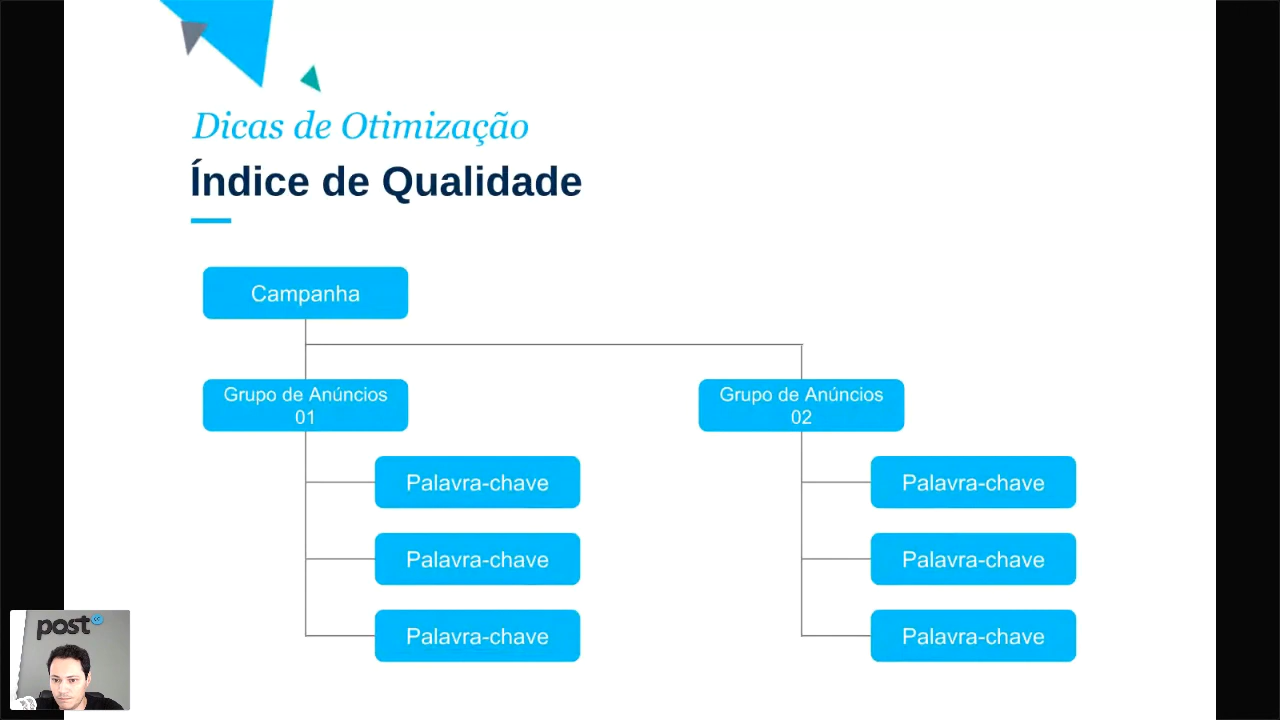 Dicas de Otimização
Índice de Qualidade
Campanha
Grupo de Anúncios
01
Grupo de Anúncios
02
Palavra-chave
Palavra-chave
Palavra-chave
Palavra-chave
Palavra-chave
Palavra-chave
post